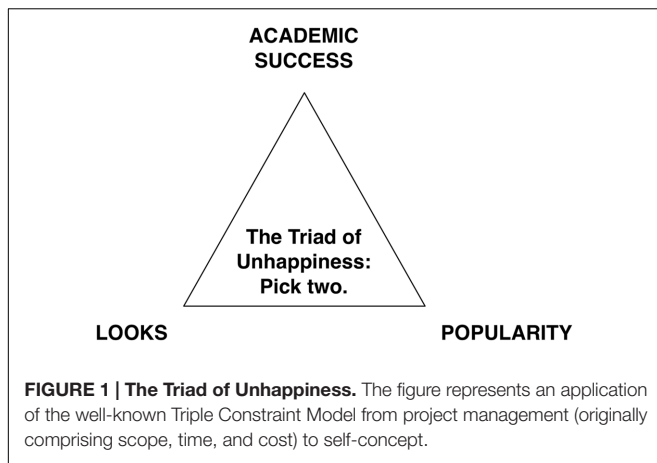 ACADEMIC
SUCCESS
The Triad of
Unhappiness:
Pick two.
LOOKS
POPULARITY
FIGURE 1 | The Triad of Unhappiness. The figure represents an application
of the well-known Triple Constraint Model from project management (originally
comprising scope, time, and cost) to self-concept.